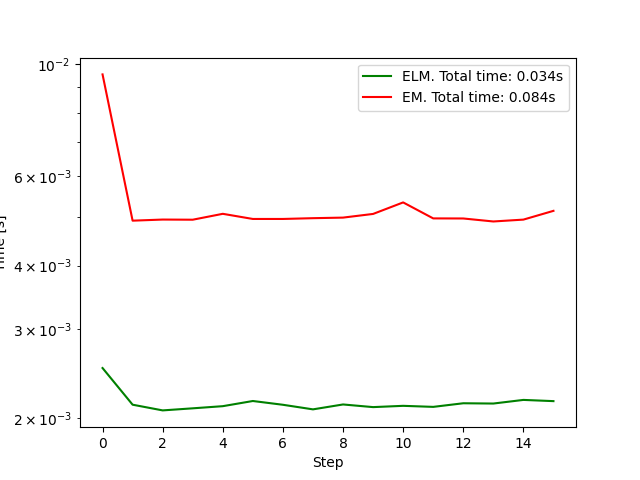 ELM. Total time: 0.034s
EM. Total time: 0.084s
10⁻²
6 × 10⁻³
4 × 10⁻³
3 × 10⁻³
2 × 10⁻³
Time [s]
0 2 4 6 8 10 12 14
Step